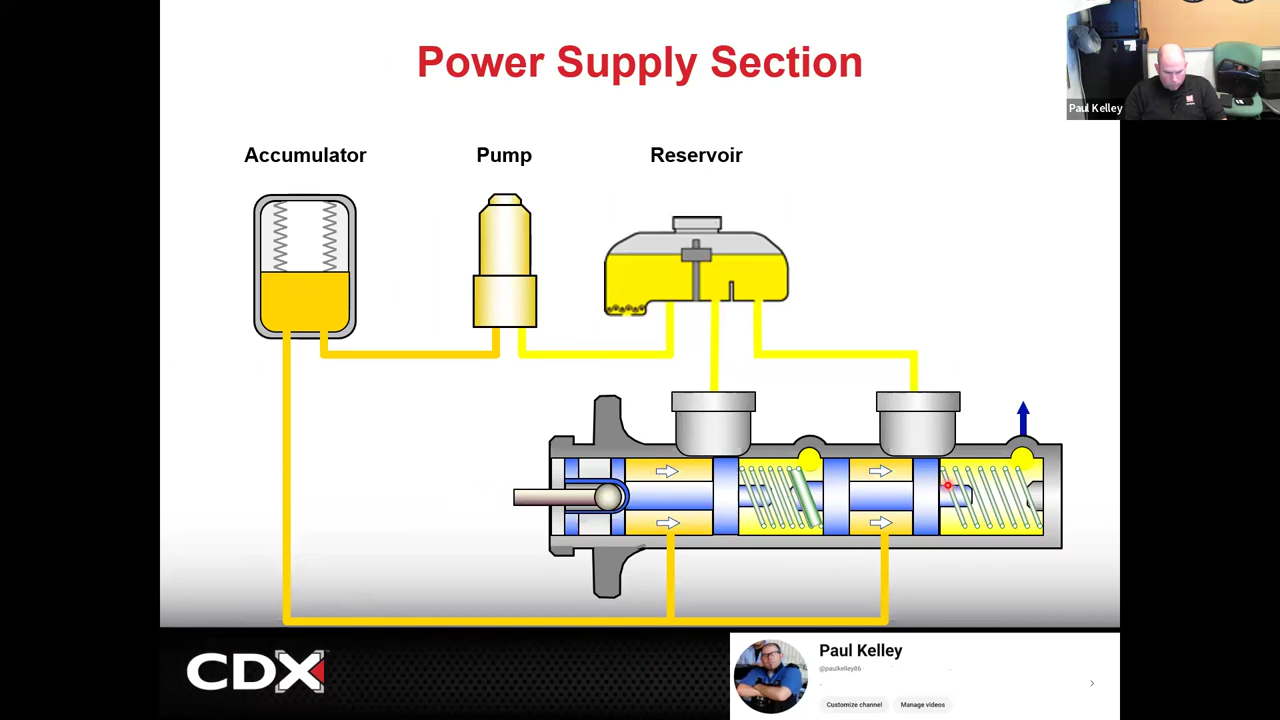 Power Supply Section
Paul Kelley
Accumulator Pump Reservoir
CDX
Paul Kelley
@paulkelley86
Customize channel Manage videos